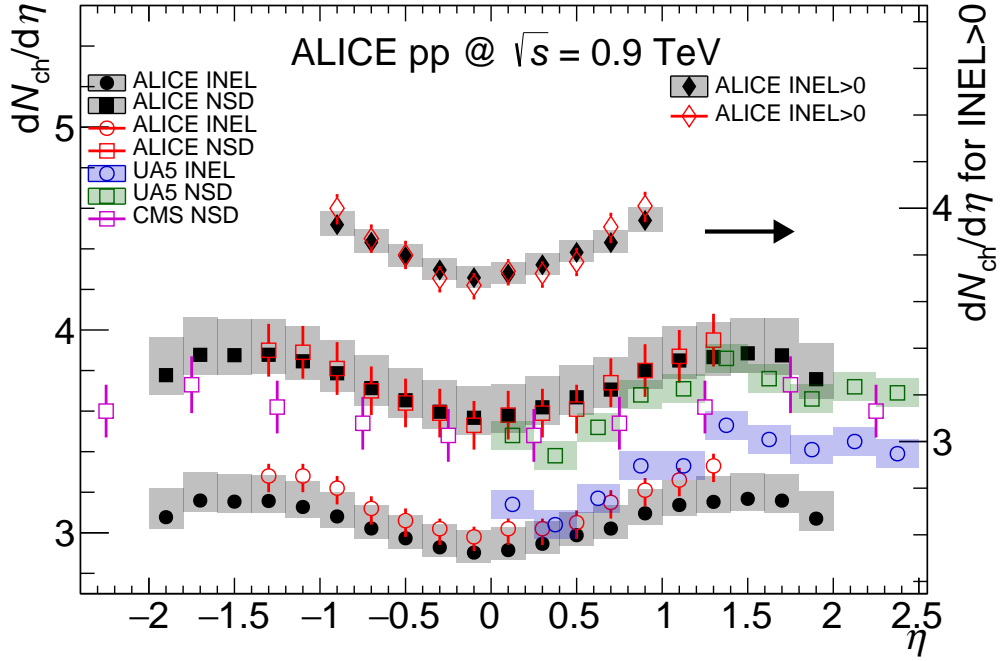 ALICE pp @ √s = 0.9 TeV
dN_ch/dη
dN_ch/dη for INEL>0
ALICE INEL
ALICE NSD
ALICE INEL
ALICE NSD
UA5 INEL
UA5 NSD
CMS NSD
ALICE INEL>0
ALICE INEL>0
5
4
3
4
3
−2 −1.5 −1 −0.5 0 0.5 1 1.5 2 2.5
η